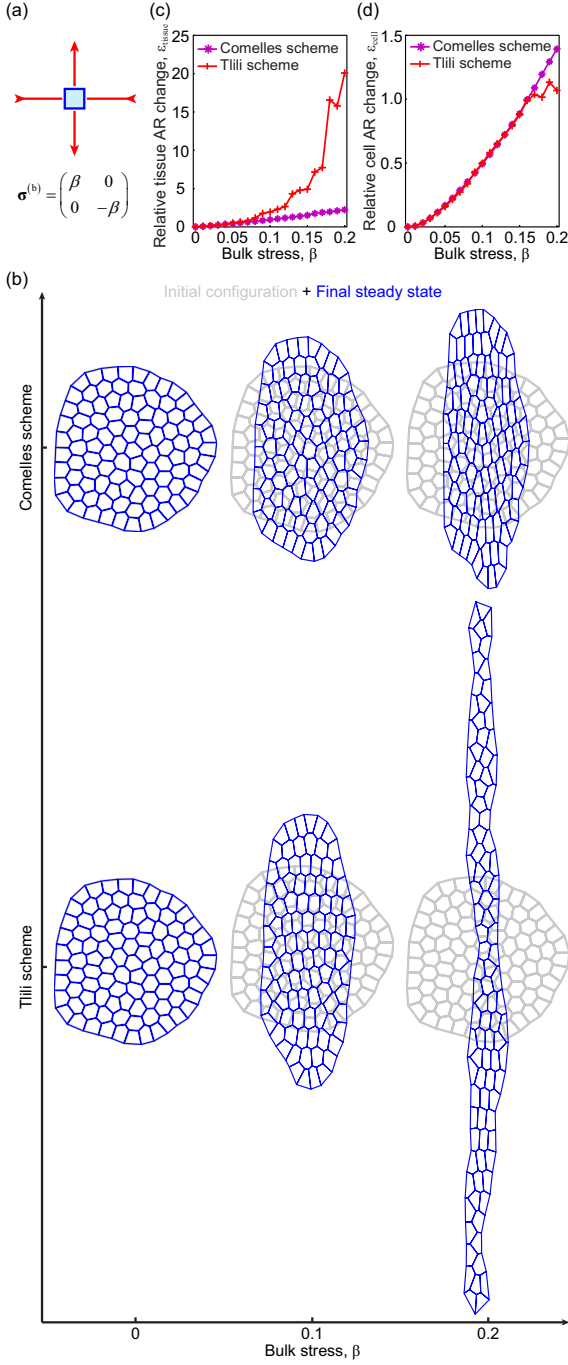 (a)
σ(b) = ( β 0
0 −β )
(c)
Relative tissue AR change, εtissue
Comelles scheme
Tlili scheme
25
20
15
10
5
0
0 0.05 0.1 0.15 0.2
Bulk stress, β
(d)
Relative cell AR change, εcell
Comelles scheme
Tlili scheme
1.5
1.0
0.5
0
0 0.05 0.1 0.15 0.2
Bulk stress, β
(b)
Initial configuration + Final steady state
Comelles scheme
Tlili scheme
0 0.1 0.2
Bulk stress, β